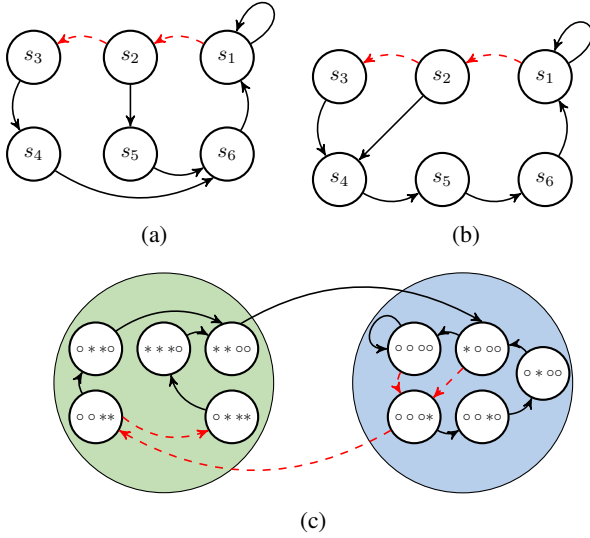 s₃ s₂ s₁
s₄ s₅ s₆
(a)
s₃ s₂ s₁
s₄ s₅ s₆
(b)
∘∗∗∘ ∗∗∗∘ ∗∗∘∘
∘∘∗∗ ∘∗∗∗
∘∘∘∘ ∗∘∘∘
∘∗∘∘
∘∘∘∗ ∘∘∗∘
(c)